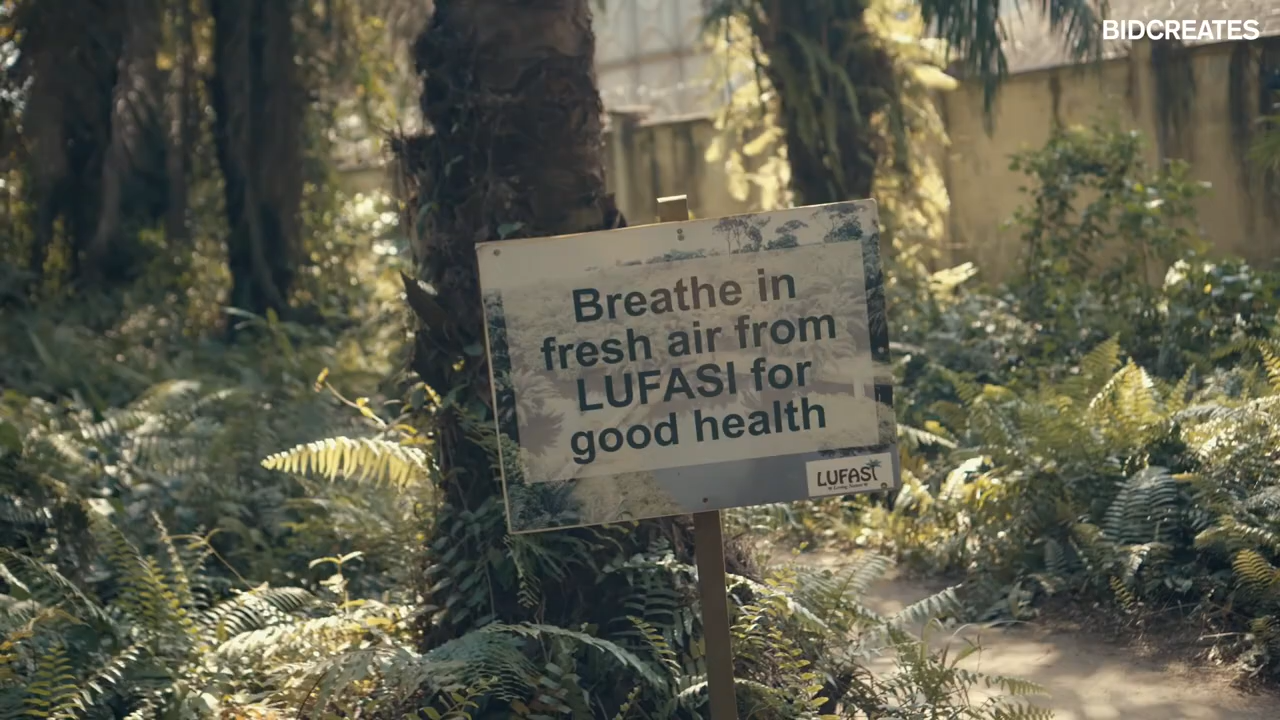 BIDCREATES
Breathe in
fresh air from
LUFASI for
good health
LUFASI